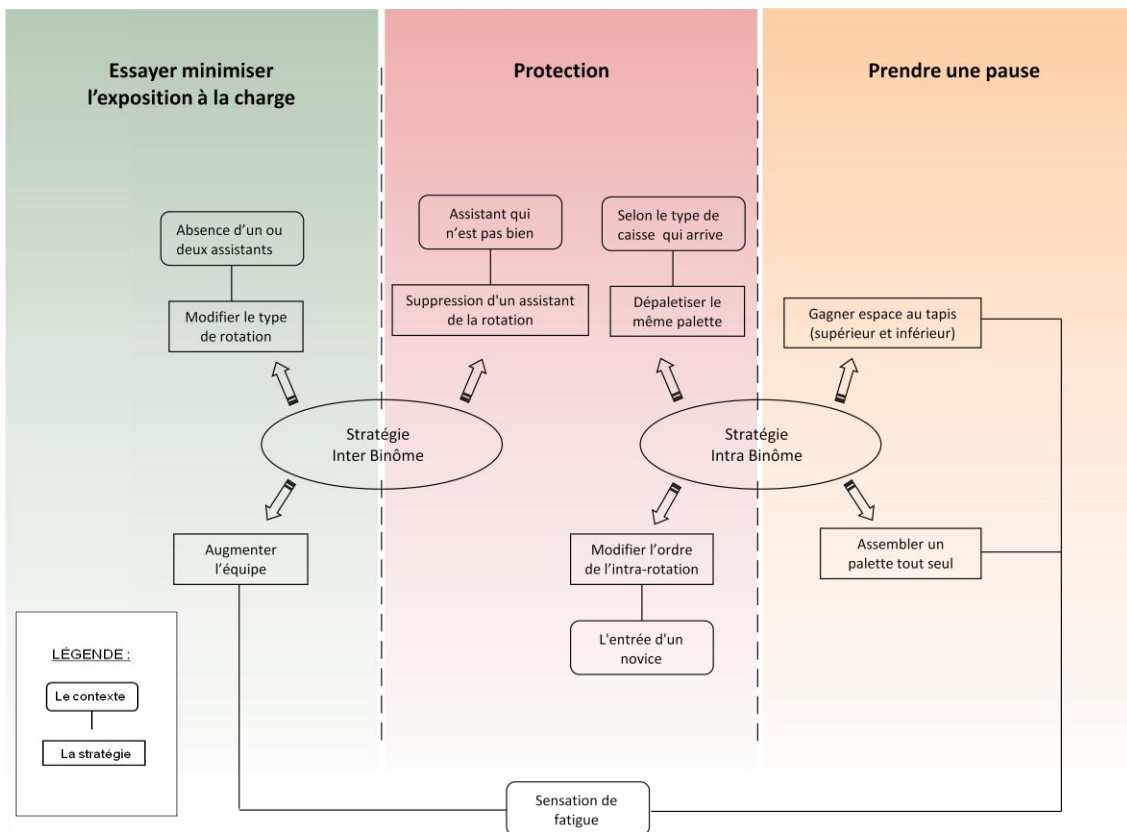 Essayer minimiser
l’exposition à la charge
Protection
Prendre une pause
Absence d’un ou
deux assistants
Modifier le type
de rotation
Assistant qui
n’est pas bien
Suppression d'un assistant
de la rotation
Selon le type de
caisse qui arrive
Dépaletiser le
même palette
Gagner espace au tapis
(supérieur et inférieur)
Stratégie
Inter Binôme
Stratégie
Intra Binôme
Augmenter
l’équipe
Modifier l’ordre
de l’intra-rotation
L'entrée d'un
novice
Assembler un
palette tout seul
LÉGENDE :
Le contexte
La stratégie
Sensation de
fatigue